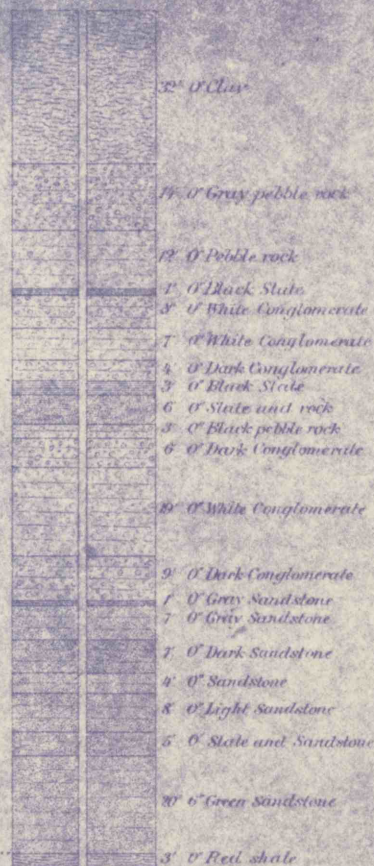 32' 0" Clay
14' 0" Gray pebble rock
12' 0" Pebble rock
1' 0" Black Slate
0" White Conglomerate
7' 0" White Conglomerate
4' 0" Dark Conglomerate
3' 0" Black Slate
6' 0" Slate and rock
3' 0" Black pebble rock
6' 0" Dark Conglomerate
19' 0" White Conglomerate
9' 0" Dark Conglomerate
1' 0" Gray Sandstone
7' 0" Gray Sandstone
7' 0" Dark Sandstone
4' 0" Sandstone
8' 0" Light Sandstone
5' 0" Slate and Sandstone
20' 6" Green Sandstone
3' 0" Red shale